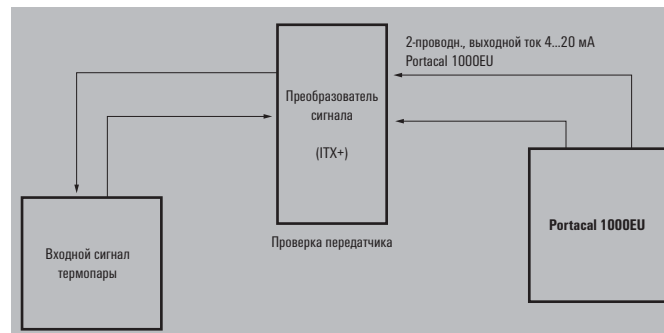 2-проводн., выходной ток 4...20 мА
Portacal 1000EU
Преобразователь
сигнала
(ITX+)
Portacal 1000EU
Проверка передатчика
Входной сигнал
термопары